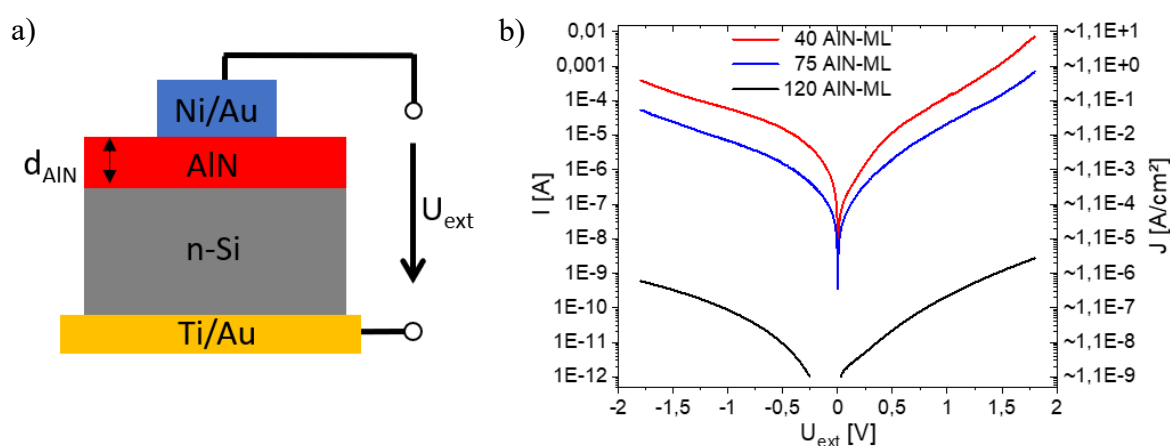 a)
Ni/Au
d_AlN
AlN
n-Si
Ti/Au
U_ext
b)
40 AlN-ML
75 AlN-ML
120 AlN-ML
I [A]
0,01
0,001
1E-4
1E-5
1E-6
1E-7
1E-8
1E-9
1E-10
1E-11
1E-12
~1,1E+1
~1,1E+0
~1,1E-1
~1,1E-2
~1,1E-3
~1,1E-4
~1,1E-5
~1,1E-6
~1,1E-7
~1,1E-8
~1,1E-9
J [A/cm²]
-2 -1,5 -1 -0,5 0 0,5 1 1,5 2
U_ext [V]